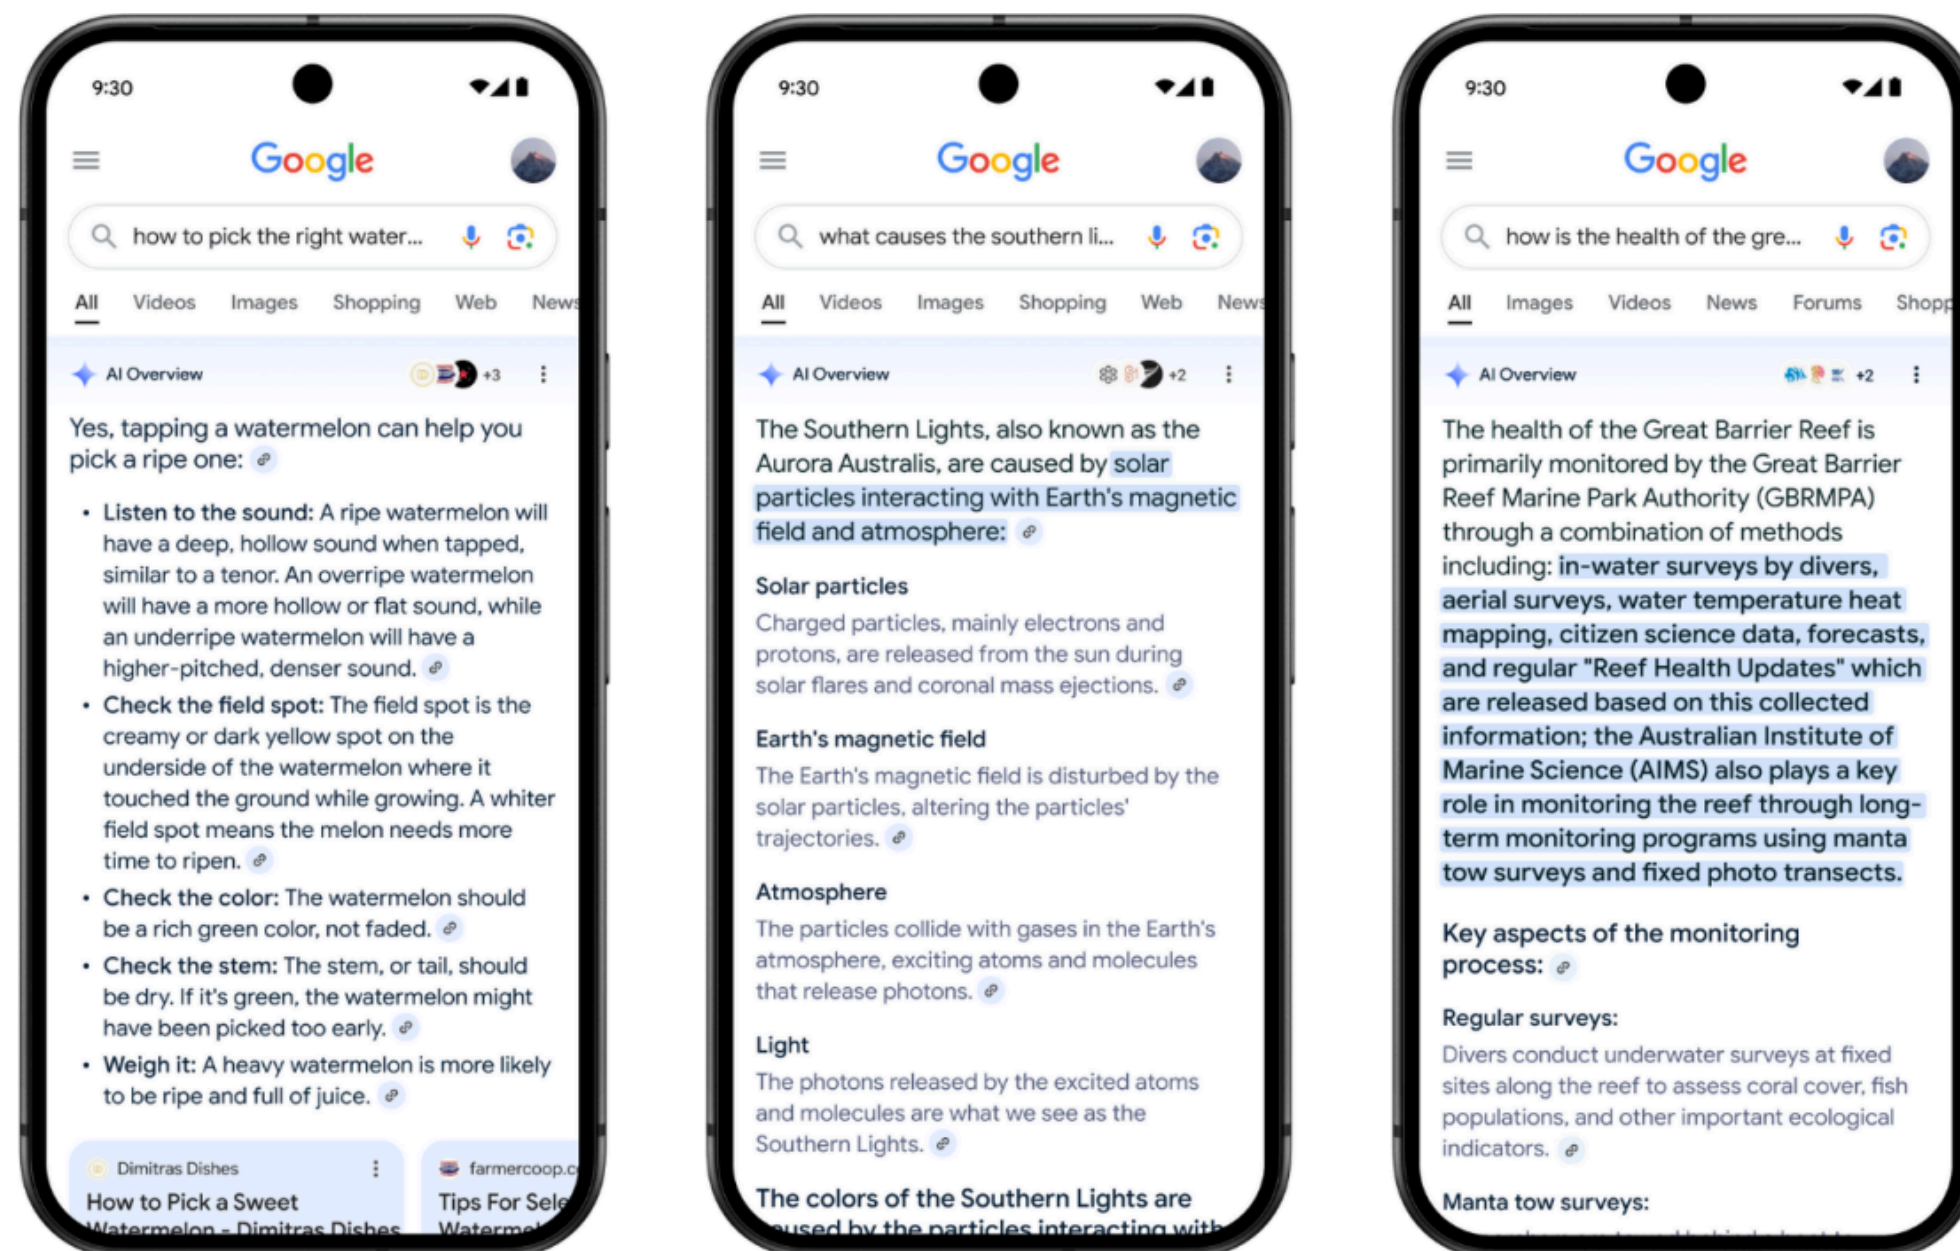 9:30
Google
how to pick the right water...
All Videos Images Shopping Web News
AI Overview
+3
Yes, tapping a watermelon can help you
pick a ripe one:
• Listen to the sound: A ripe watermelon will
have a deep, hollow sound when tapped,
similar to a tenor. An overripe watermelon
will have a more hollow or flat sound, while
an underripe watermelon will have a
higher-pitched, denser sound.
• Check the field spot: The field spot is the
creamy or dark yellow spot on the
underside of the watermelon where it
touched the ground while growing. A whiter
field spot means the melon needs more
time to ripen.
• Check the color: The watermelon should
be a rich green color, not faded.
• Check the stem: The stem, or tail, should
be dry. If it's green, the watermelon might
have been picked too early.
• Weigh it: A heavy watermelon is more likely
to be ripe and full of juice.
Dimitras Dishes
How to Pick a Sweet
Watermelon - Dimitras Dishes
farmercoop.c
Tips For Sele
Watermel
9:30
Google
what causes the southern li...
All Videos Images Shopping Web News
AI Overview
+2
The Southern Lights, also known as the
Aurora Australis, are caused by solar
particles interacting with Earth's magnetic
field and atmosphere:
Solar particles
Charged particles, mainly electrons and
protons, are released from the sun during
solar flares and coronal mass ejections.
Earth's magnetic field
The Earth's magnetic field is disturbed by the
solar particles, altering the particles'
trajectories.
Atmosphere
The particles collide with gases in the Earth's
atmosphere, exciting atoms and molecules
that release photons.
Light
The photons released by the excited atoms
and molecules are what we see as the
Southern Lights.
The colors of the Southern Lights are
caused by the particles interacting with
9:30
Google
how is the health of the gre...
All Images Videos News Forums Shopp
AI Overview
+2
The health of the Great Barrier Reef is
primarily monitored by the Great Barrier
Reef Marine Park Authority (GBRMPA)
through a combination of methods
including: in-water surveys by divers,
aerial surveys, water temperature heat
mapping, citizen science data, forecasts,
and regular "Reef Health Updates" which
are released based on this collected
information; the Australian Institute of
Marine Science (AIMS) also plays a key
role in monitoring the reef through long-
term monitoring programs using manta
tow surveys and fixed photo transects.
Key aspects of the monitoring
process:
Regular surveys:
Divers conduct underwater surveys at fixed
sites along the reef to assess coral cover, fish
populations, and other important ecological
indicators.
Manta tow surveys: